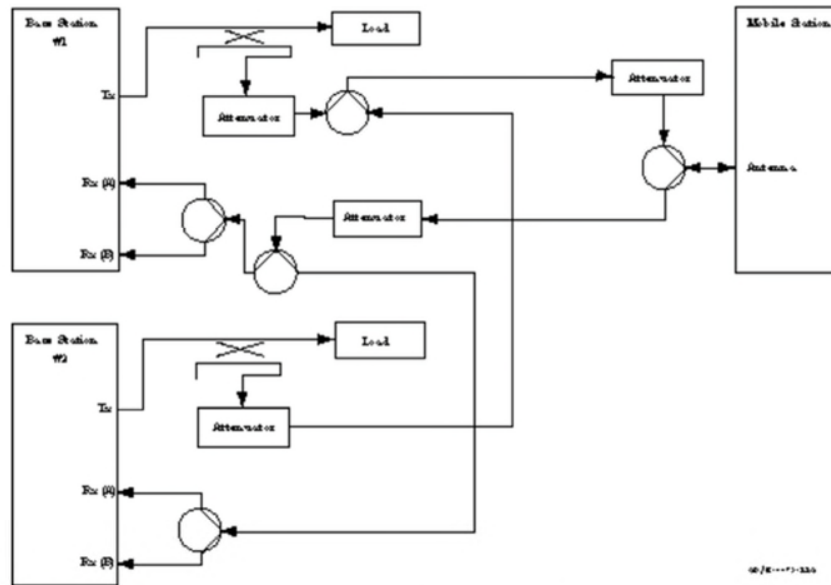 Base Station
#1
Load
Mobile Station
Tx
Attenuator
Attenuator
Rx (A)
Antenna
Attenuator
Rx (B)
Base Station
#2
Load
Tx
Attenuator
Rx (A)
Rx (B)